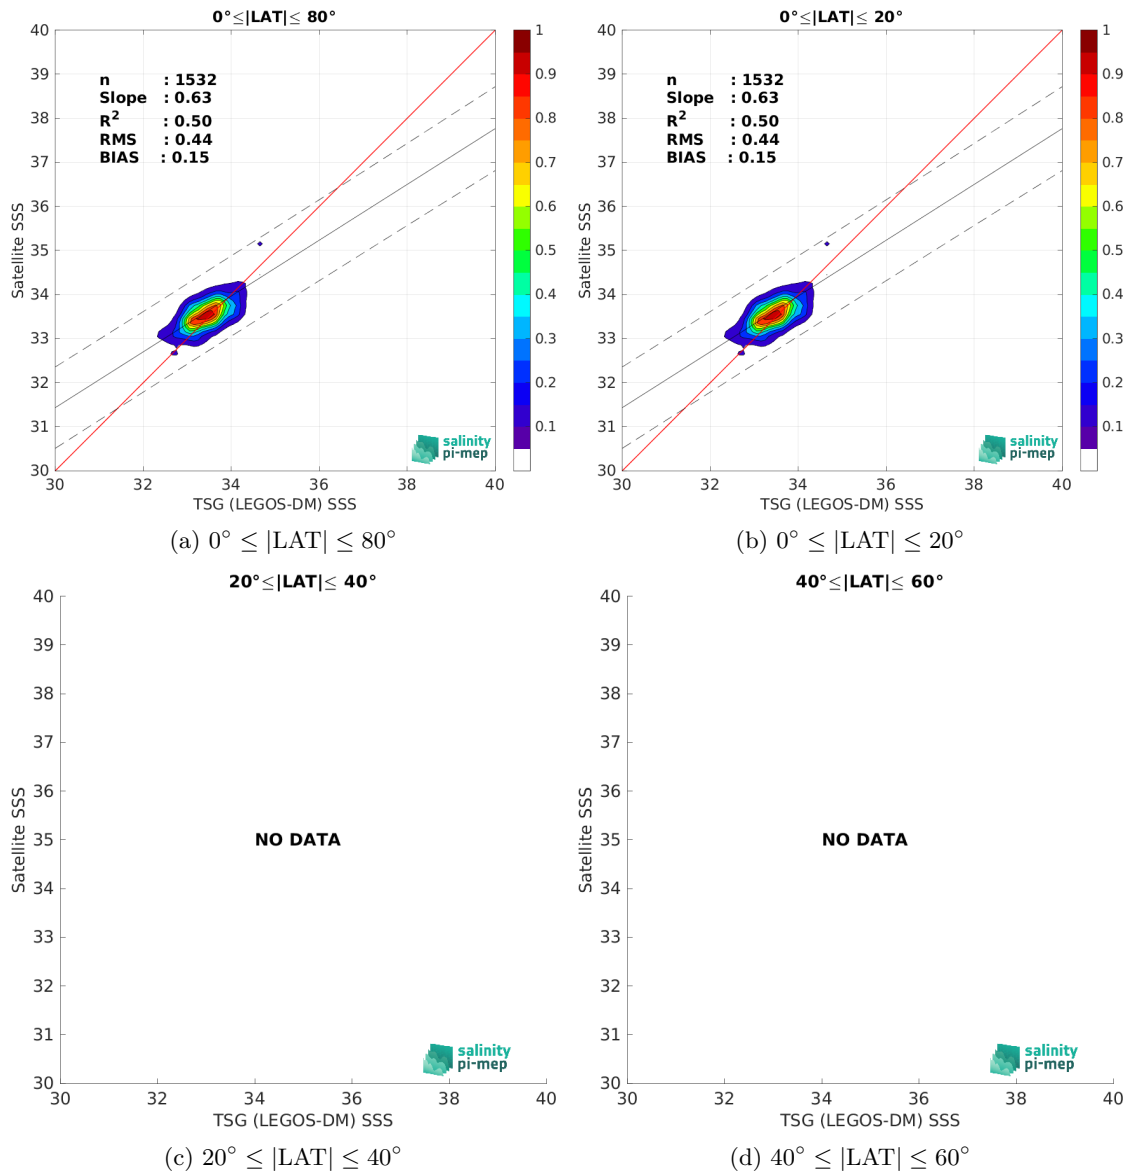 0°≤|LAT|≤ 80°
40
39
38
37
36
35
34
33
32
31
30
Satellite SSS
n : 1532
Slope : 0.63
R² : 0.50
RMS : 0.44
BIAS : 0.15
salinity
pi-mep
30 32 34 36 38 40
TSG (LEGOS-DM) SSS
1
0.9
0.8
0.7
0.6
0.5
0.4
0.3
0.2
0.1
(a) 0° ≤ |LAT| ≤ 80°
0°≤|LAT|≤ 20°
40
39
38
37
36
35
34
33
32
31
30
Satellite SSS
n : 1532
Slope : 0.63
R² : 0.50
RMS : 0.44
BIAS : 0.15
salinity
pi-mep
30 32 34 36 38 40
TSG (LEGOS-DM) SSS
1
0.9
0.8
0.7
0.6
0.5
0.4
0.3
0.2
0.1
(b) 0° ≤ |LAT| ≤ 20°
20°≤|LAT|≤ 40°
40
39
38
37
36
35
34
33
32
31
30
Satellite SSS
NO DATA
salinity
pi-mep
30 32 34 36 38 40
TSG (LEGOS-DM) SSS
(c) 20° ≤ |LAT| ≤ 40°
40°≤|LAT|≤ 60°
40
39
38
37
36
35
34
33
32
31
30
Satellite SSS
NO DATA
salinity
pi-mep
30 32 34 36 38 40
TSG (LEGOS-DM) SSS
(d) 40° ≤ |LAT| ≤ 60°